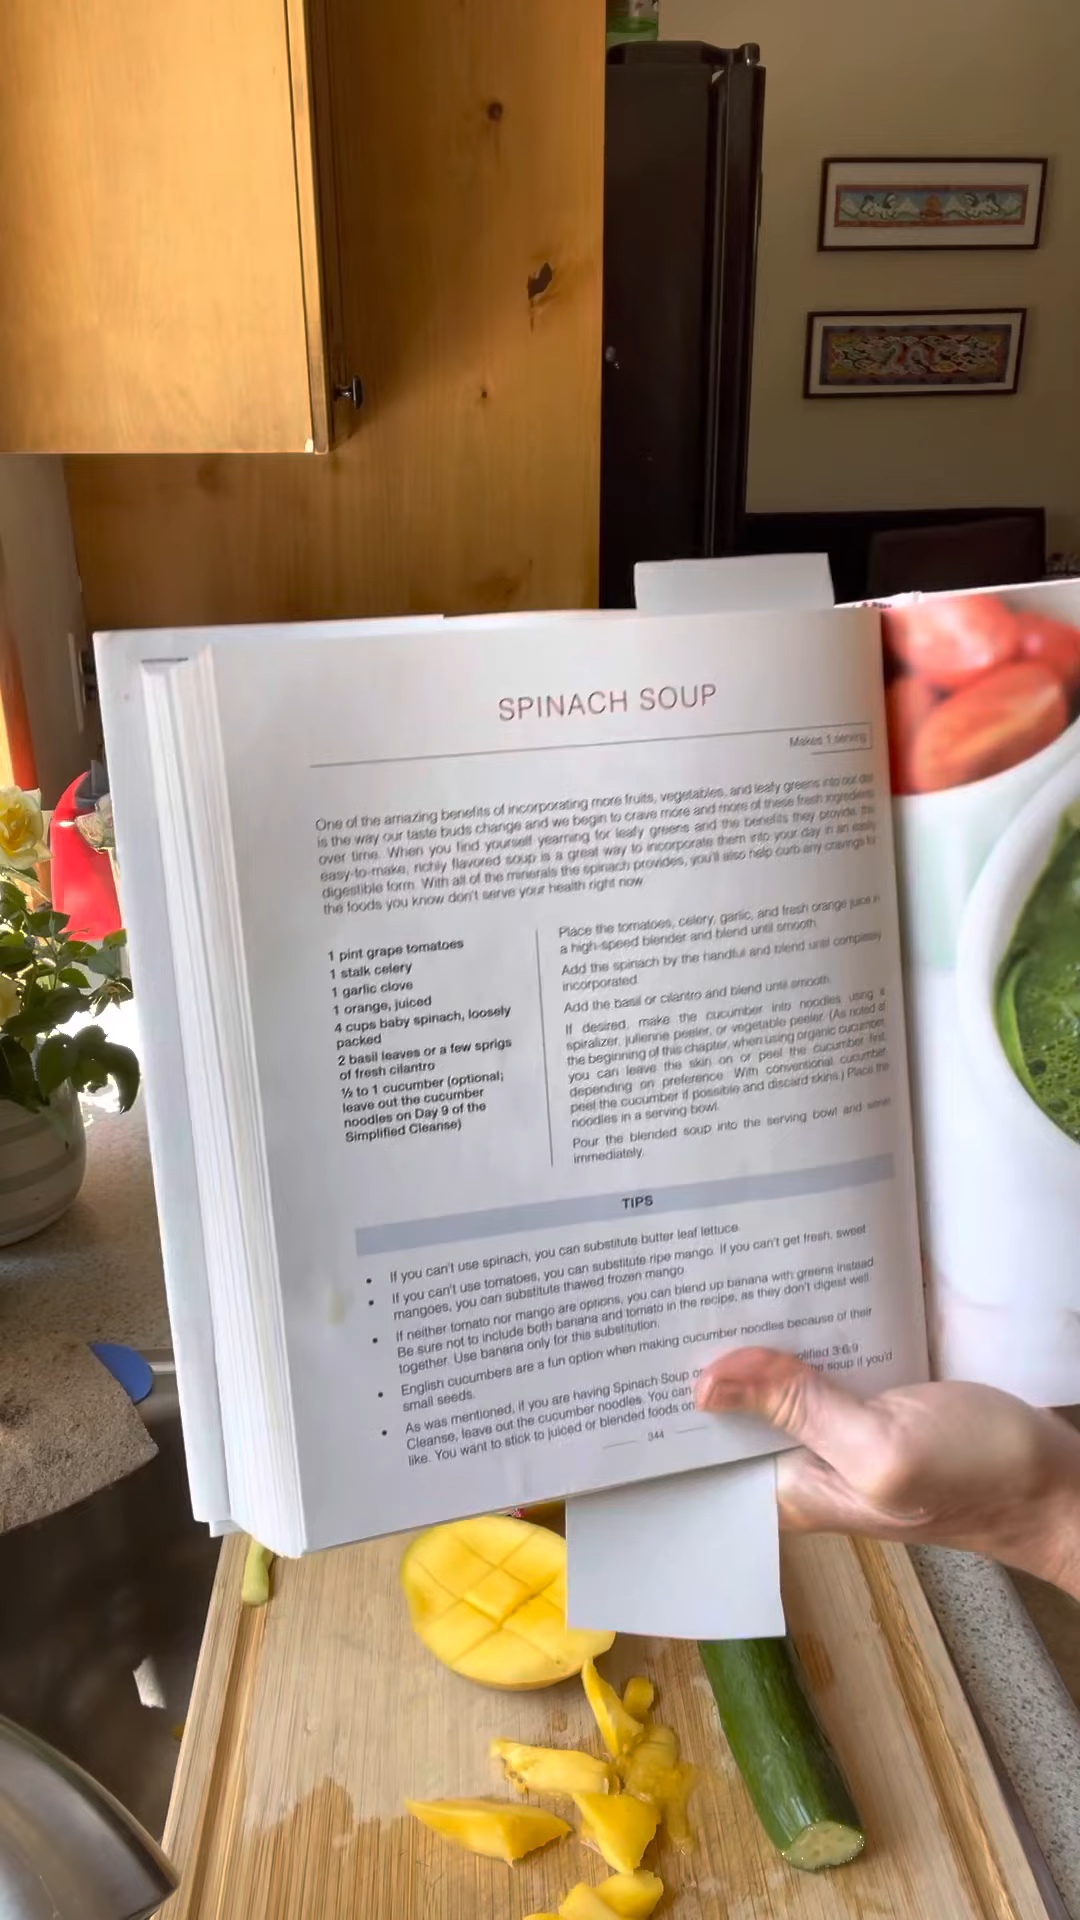 SPINACH SOUP
Makes 1 serving
One of the amazing benefits of incorporating more fruits, vegetables, and leafy greens into our diet
is the way our taste buds change and we begin to crave more and more of these fresh ingredients
over time. When you find yourself yearning for leafy greens and the benefits they provide, this
easy-to-make, richly flavored soup is a great way to incorporate them into your day in an easily
digestible form. With all of the minerals the spinach provides, you'll also help curb any cravings for
the foods you know don't serve your health right now.
1 pint grape tomatoes
1 stalk celery
1 garlic clove
1 orange, juiced
4 cups baby spinach, loosely
packed
2 basil leaves or a few sprigs
of fresh cilantro
½ to 1 cucumber (optional;
leave out the cucumber
noodles on Day 9 of the
Simplified Cleanse)
Place the tomatoes, celery, garlic, and fresh orange juice in
a high-speed blender and blend until smooth.
Add the spinach by the handful and blend until completely
incorporated.
Add the basil or cilantro and blend until smooth.
If desired, make the cucumber into noodles using a
spiralizer, julienne peeler, or vegetable peeler. (As noted at
the beginning of this chapter, when using organic cucumber,
you can leave the skin on or peel the cucumber first,
depending on preference. With conventional cucumber,
peel the cucumber if possible and discard skins.) Place the
noodles in a serving bowl.
Pour the blended soup into the serving bowl and serve
immediately.
TIPS
• If you can't use spinach, you can substitute butter leaf lettuce.
• If you can't use tomatoes, you can substitute ripe mango. If you can't get fresh, sweet
mangoes, you can substitute thawed frozen mango.
• If neither tomato nor mango are options, you can blend up banana with greens instead.
Be sure not to include both banana and tomato in the recipe, as they don't digest well
together. Use banana only for this substitution.
• English cucumbers are a fun option when making cucumber noodles because of their
small seeds.
• As was mentioned, if you are having Spinach Soup 3:6:9
Cleanse, leave out the cucumber noodles. You can soup if you'd
like. You want to stick to juiced or blended foods on
344